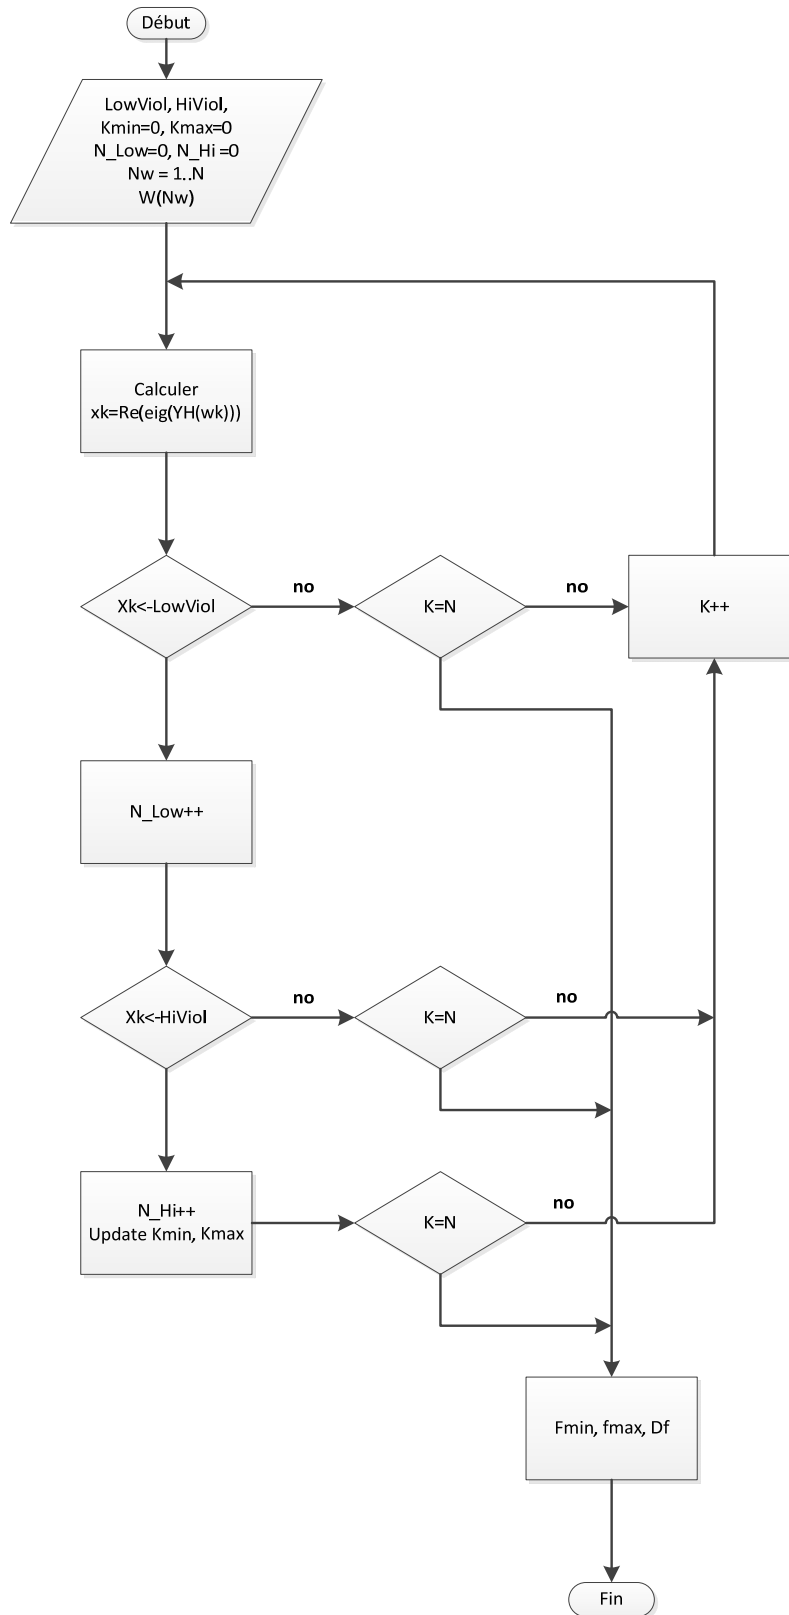 Début
LowViol, HiViol,
Kmin=0, Kmax=0
N_Low=0, N_Hi =0
Nw = 1..N
W(Nw)
Calculer
xk=Re(eig(YH(wk)))
Xk<-LowViol
no
K=N
no
K++
N_Low++
Xk<-HiViol
no
K=N
no
N_Hi++
Update Kmin, Kmax
K=N
no
Fmin, fmax, Df
Fin